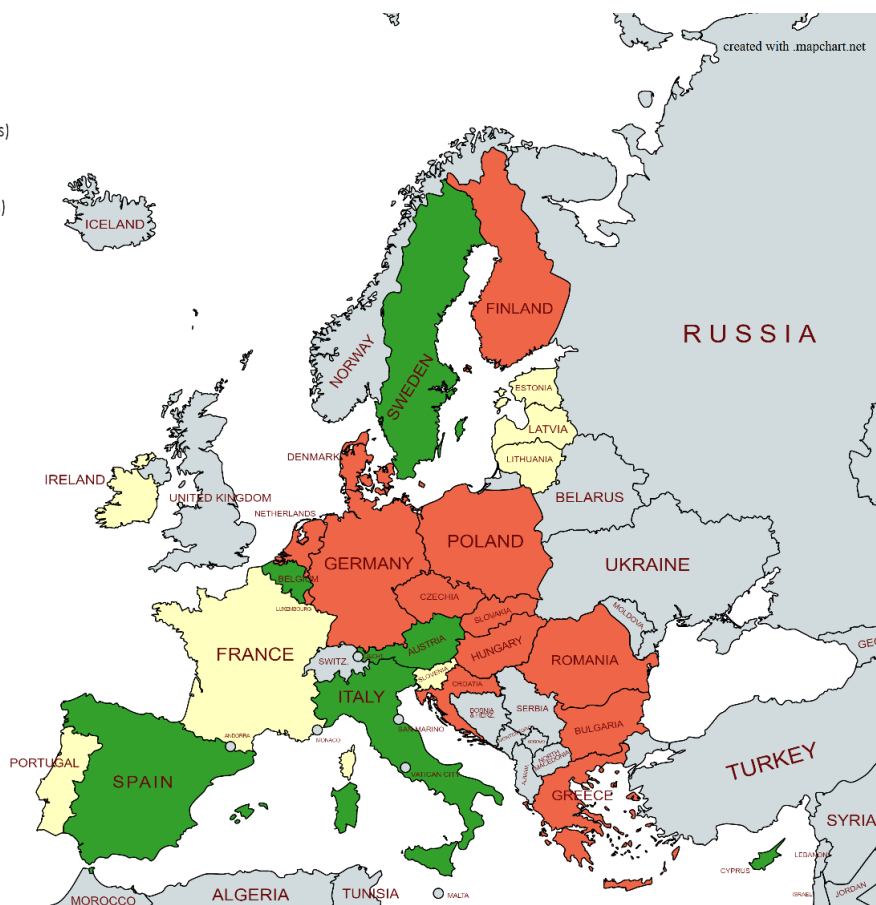 created with .mapchart.net
s)
)
ICELAND
FINLAND
RUSSIA
NORWAY
SWEDEN
ESTONIA
LATVIA
LITHUANIA
DENMARK
IRELAND
UNITED KINGDOM
NETHERLANDS
BELARUS
POLAND
GERMANY
BELGIUM
UKRAINE
CZECHIA
LUXEMBOURG
SLOVAKIA
MOLDOVA
AUSTRIA
HUNGARY
FRANCE
SWITZ.
ROMANIA
SLOVENIA
CROATIA
GEO
ITALY
BOSNIA
& HERZ.
SERBIA
SAN MARINO
BULGARIA
MONACO
ANDORRA
MONTENEGRO
KOSOVO
NORTH
MACEDONIA
ALBANIA
PORTUGAL
SPAIN
VATICAN CITY
TURKEY
GREECE
SYRIA
LEBANON
CYPRUS
MALTA
ISRAEL
JORDAN
MOROCCO
ALGERIA
TUNISIA